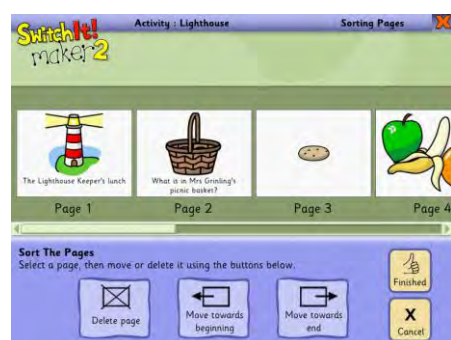 Activity : Lighthouse
Sorting Pages
X
SwitchIt!
maker2
The Lighthouse Keeper's lunch
What is in Mrs Grinling's
picnic basket?
Page 1
Page 2
Page 3
Page 4
Sort The Pages
Select a page, then move or delete it using the buttons below.
Delete page
Move towards
beginning
Move towards
end
Finished
X
Cancel